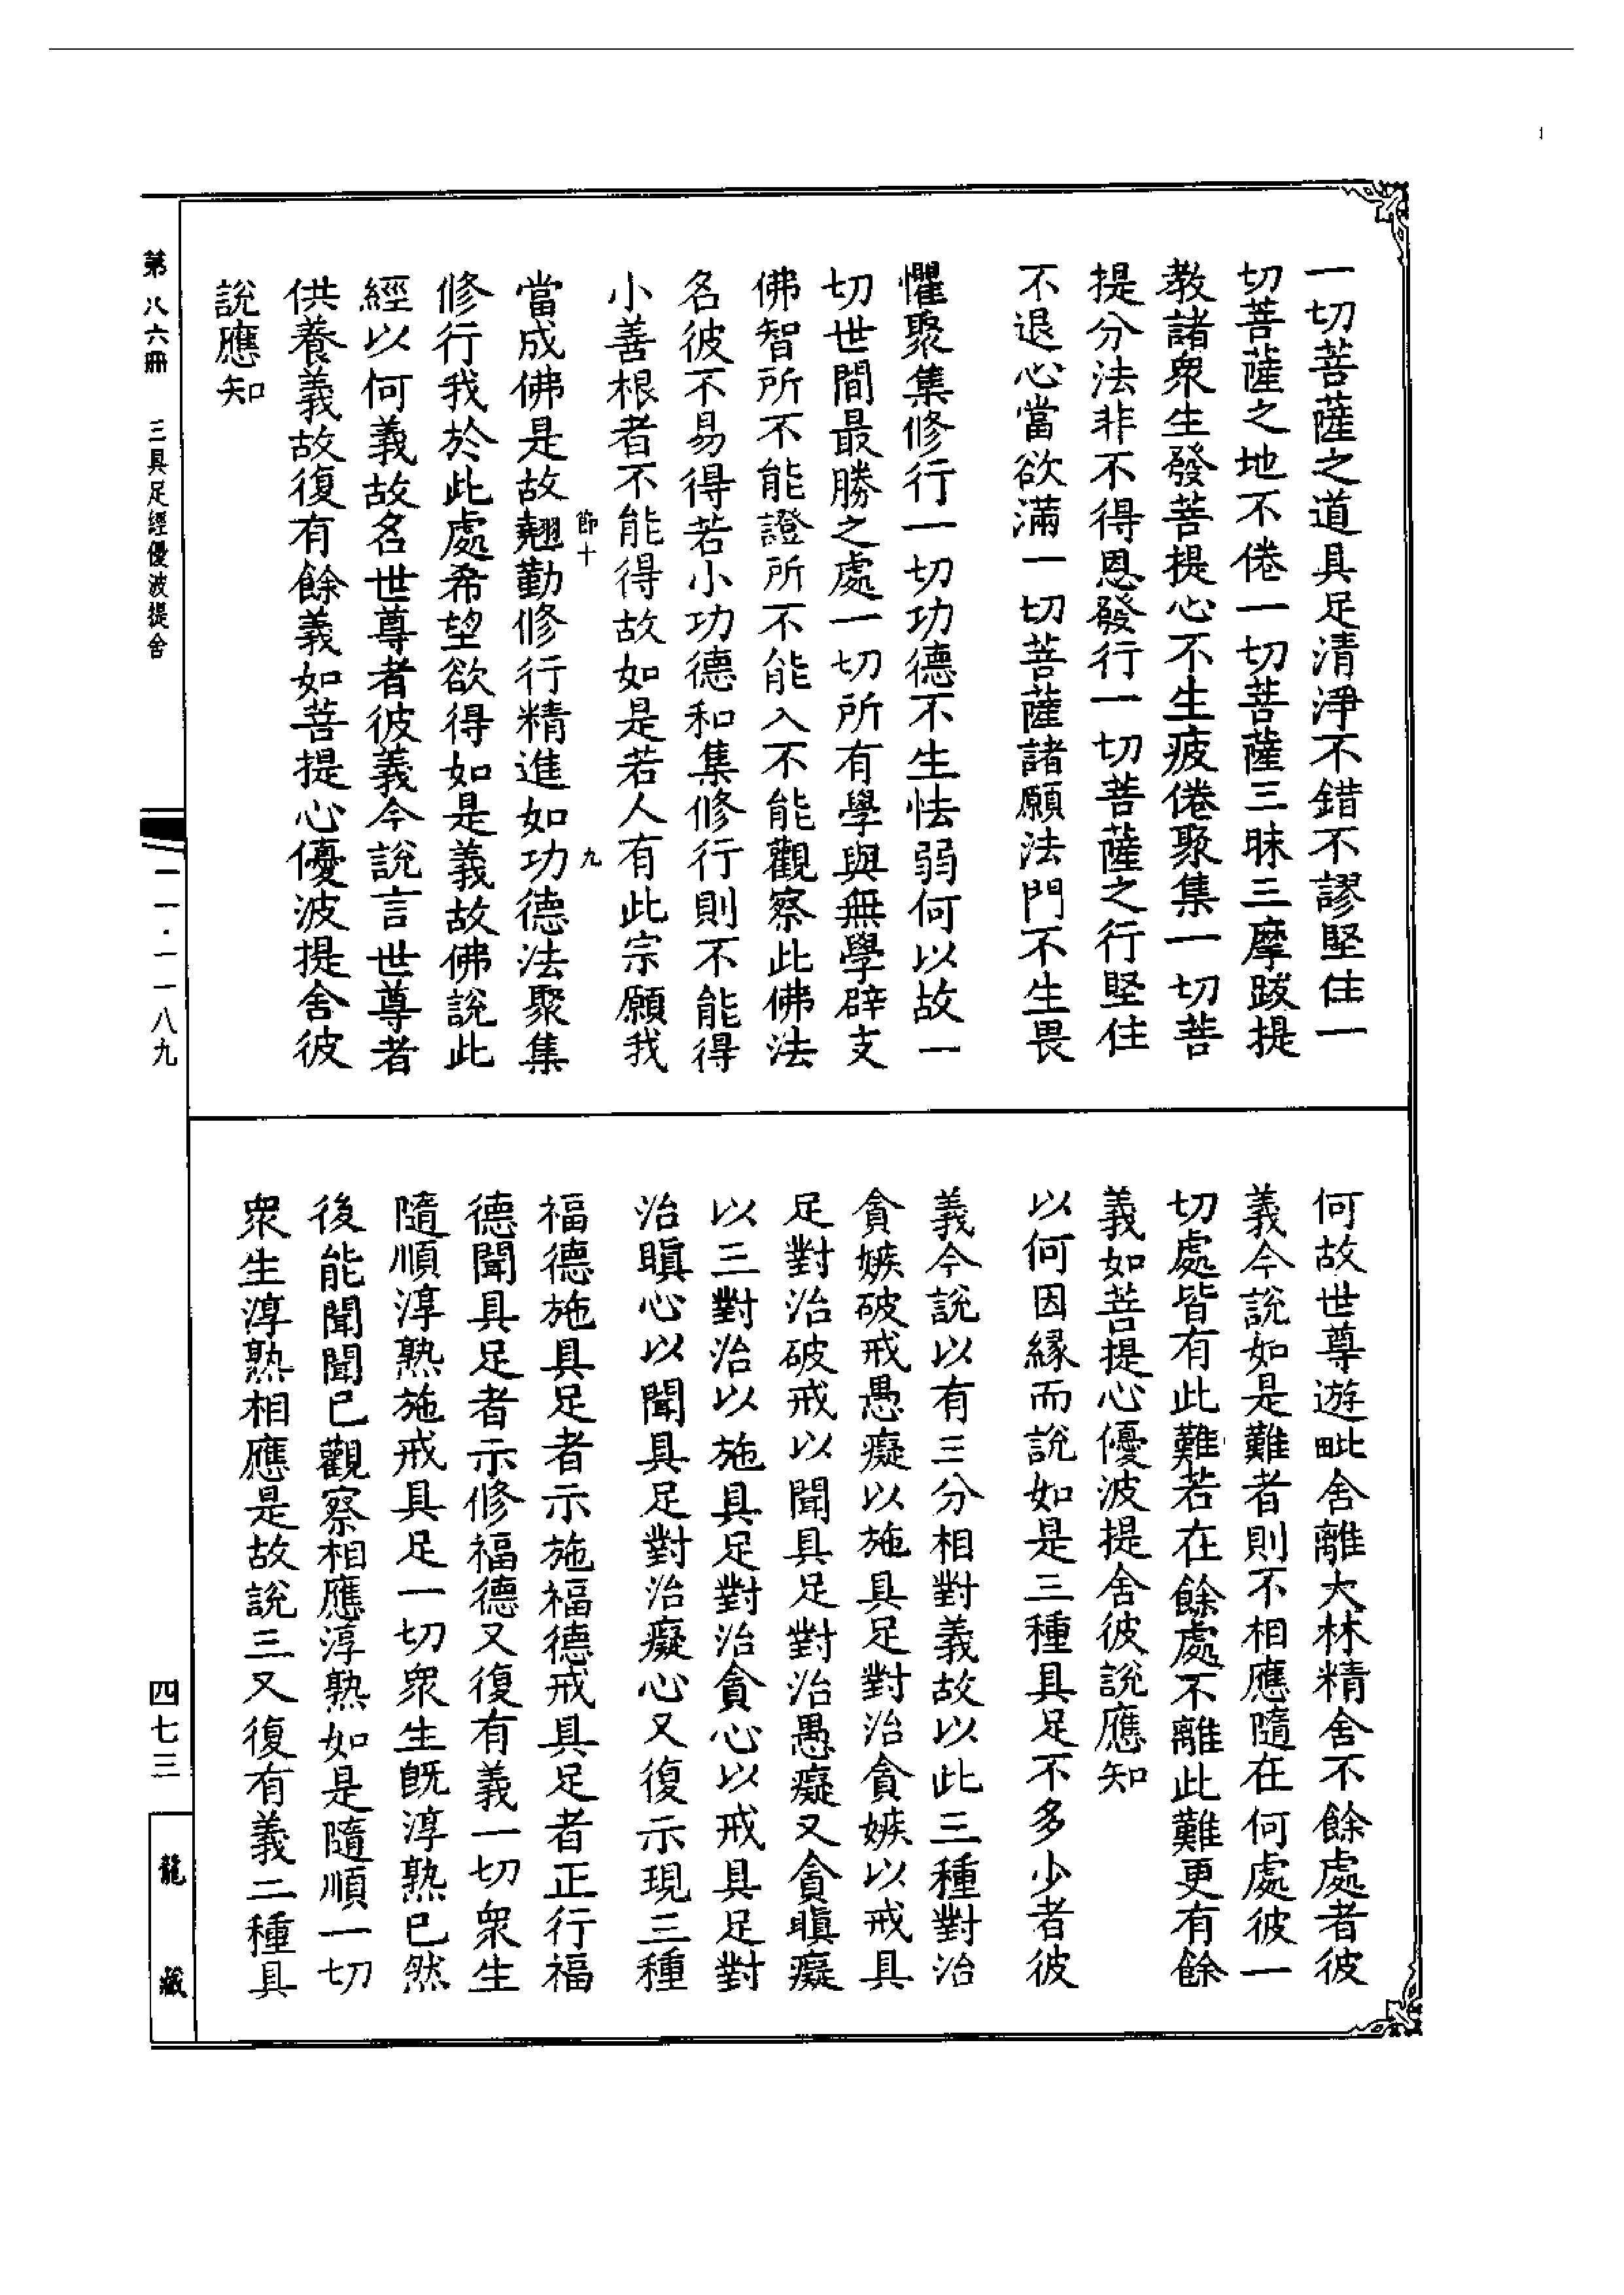 一切菩薩之道具足清淨不錯不謬堅住一
切菩薩之地不倦一切菩薩三昧三摩跋提
教諸衆生發菩提心不生疲倦聚集一切菩
提分法非不得恩發行一切菩薩之行堅住
不退心當欲滿一切菩薩諸願法門不生畏
懼聚集修行一切功德不生怯弱何以故一
切世間最勝之處一切所有學與無學辟支
佛智所不能證所不能入不能觀察此佛法
名彼不易得若小功德和集修行則不能得
小善根者不能得故如是若人有此宗願我
節十
九
當成佛是故翹勤修行精進如功德法聚集
修行我於此處希望欲得如是義故佛說此
經以何義故名世尊者彼義今說言世尊者
供養義故復有餘義如菩提心優波提舍彼
說應知
何故世尊遊毗舍離大林精舍不餘處者彼
義今說如是難者則不相應隨在何處彼一
切處皆有此難若在餘處不離此難更有餘
義如菩提心優波提舍彼說應知
以何因緣而說如是三種具足不多少者彼
義今說以有三分相對義故以此三種對治
貪嫉破戒愚癡以施具足對治貪嫉以戒具
足對治破戒以聞具足對治愚癡又貪瞋癡
以三對治以施具足對治貪心以戒具足對
治瞋心以聞具足對治癡心又復示現三種
福德施具足者示施福德戒具足者正行福
德聞具足者示修福德又復有義一切衆生
隨順淳熟施戒具足一切衆生旣淳熟已然
後能聞聞已觀察相應淳熟如是隨順一切
衆生淳熟相應是故說三又復有義二種具
第八六冊 三具足經優波提舍
二一·一一八九
四七三
龍藏